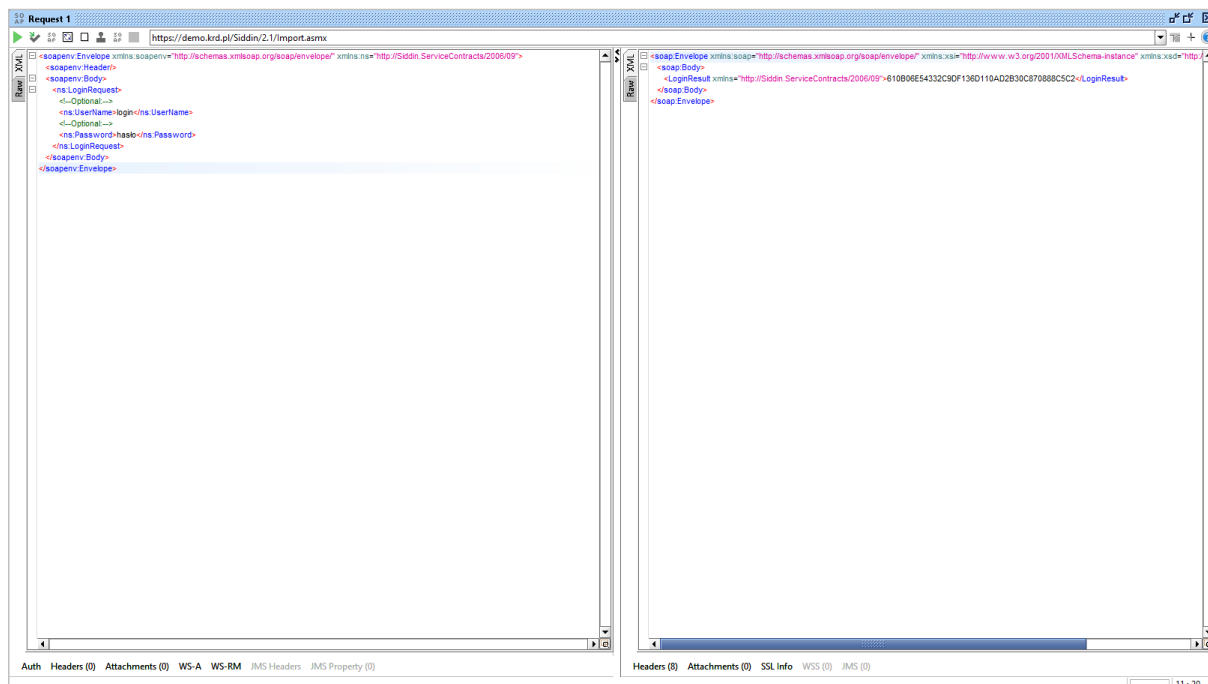 SO AP Request 1
https://demo.krd.pl/Siddin/2.1/Import.asmx
XML
Raw
<soapenv:Envelope xmlns:soapenv="http://schemas.xmlsoap.org/soap/envelope/" xmlns:ns="http://Siddin.ServiceContracts/2006/09">
<soapenv:Header/>
<soapenv:Body>
<ns:LoginRequest>
<!--Optional:-->
<ns:UserName>login</ns:UserName>
<!--Optional:-->
<ns:Password>hasło</ns:Password>
</ns:LoginRequest>
</soapenv:Body>
</soapenv:Envelope>
XML
Raw
<soap:Envelope xmlns:soap="http://schemas.xmlsoap.org/soap/envelope/" xmlns:xsi="http://www.w3.org/2001/XMLSchema-instance" xmlns:xsd="http:/
<soap:Body>
<LoginResult xmlns="http://Siddin.ServiceContracts/2006/09">610B06E54332C9DF136D110AD2B30C870888C5C2</LoginResult>
</soap:Body>
</soap:Envelope>
Auth Headers (0) Attachments (0) WS-A WS-RM JMS Headers JMS Property (0)
Headers (8) Attachments (0) SSL Info WSS (0) JMS (0)